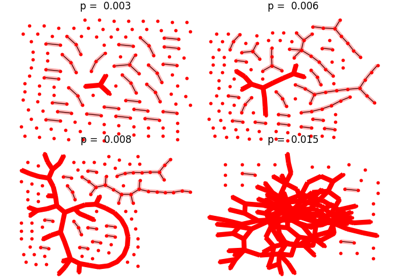 p = 0.003
p = 0.006
p = 0.008
p = 0.015